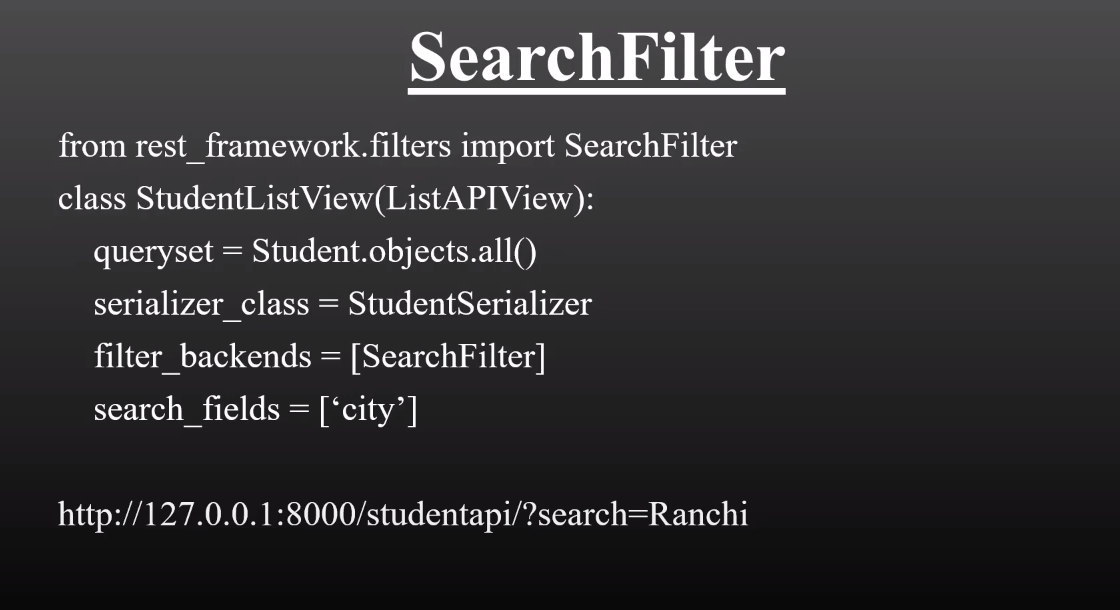 SearchFilter
from rest_framework.filters import SearchFilter
class StudentListView(ListAPIView):
queryset = Student.objects.all()
serializer_class = StudentSerializer
filter_backends = [SearchFilter]
search_fields = [‘city’]
http://127.0.0.1:8000/studentapi/?search=Ranchi